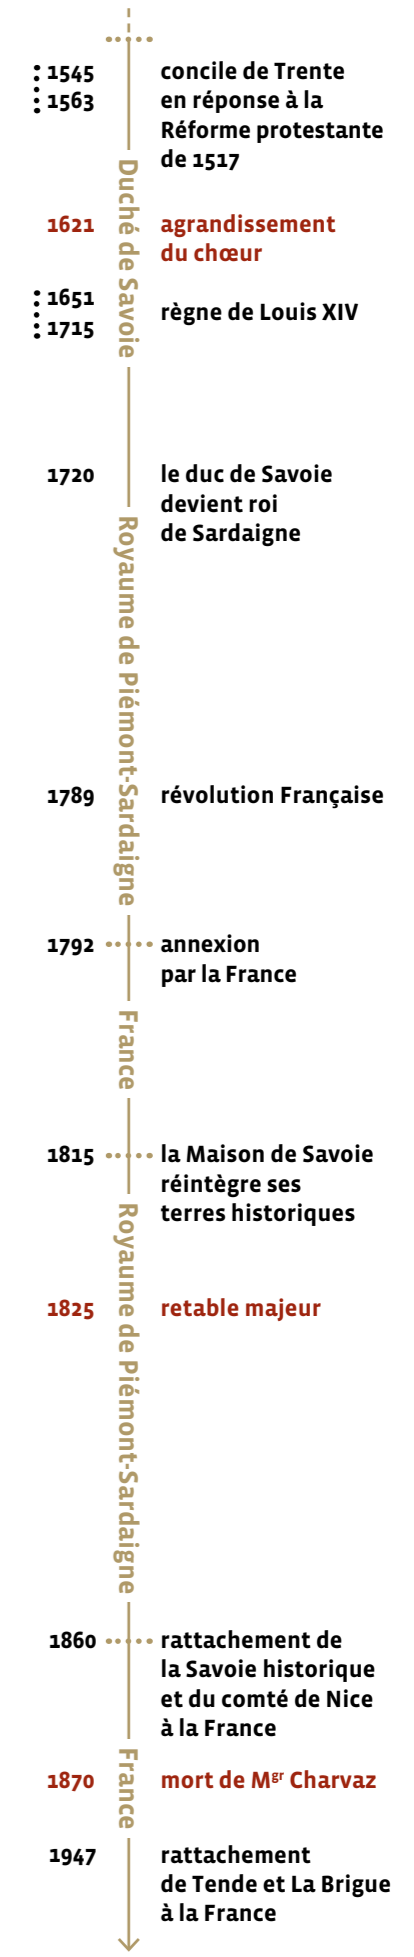 1545
1563
concile de Trente
en réponse à la
Réforme protestante
de 1517
Duché de Savoie
1621
agrandissement
du chœur
1651
1715
règne de Louis XIV
1720
le duc de Savoie
devient roi
de Sardaigne
Royaume de Piémont-Sardaigne
1789
révolution Française
1792
annexion
par la France
France
1815
la Maison de Savoie
réintègre ses
terres historiques
Royaume de Piémont-Sardaigne
1825
retable majeur
1860
rattachement de
la Savoie historique
et du comté de Nice
à la France
France
1870
mort de Mgr Charvaz
1947
rattachement
de Tende et La Brigue
à la France